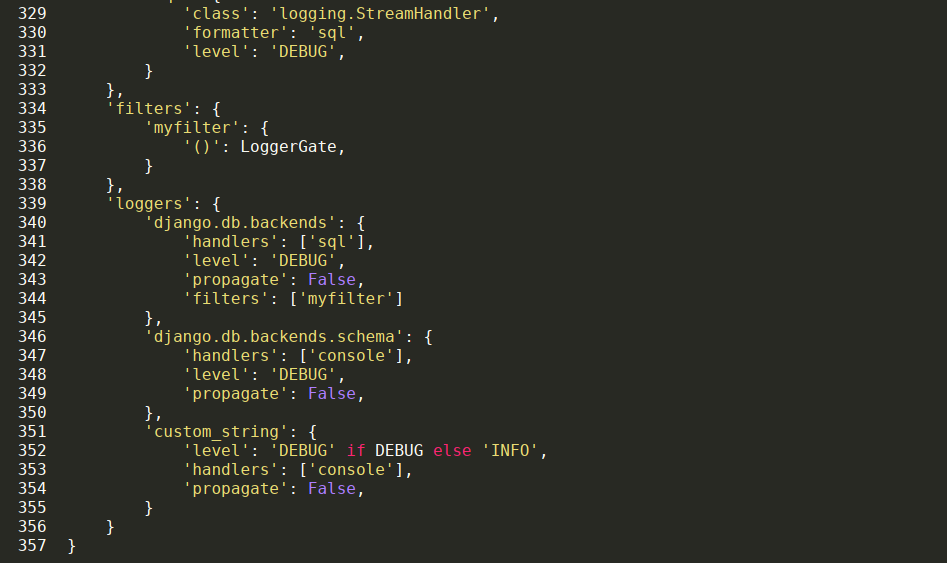 329             'class': 'logging.StreamHandler',
330             'formatter': 'sql',
331             'level': 'DEBUG',
332         }
333     },
334     'filters': {
335         'myfilter': {
336             '()': LoggerGate,
337         }
338     },
339     'loggers': {
340         'django.db.backends': {
341             'handlers': ['sql'],
342             'level': 'DEBUG',
343             'propagate': False,
344             'filters': ['myfilter']
345         },
346         'django.db.backends.schema': {
347             'handlers': ['console'],
348             'level': 'DEBUG',
349             'propagate': False,
350         },
351         'custom_string': {
352             'level': 'DEBUG' if DEBUG else 'INFO',
353             'handlers': ['console'],
354             'propagate': False,
355         }
356     }
357 }